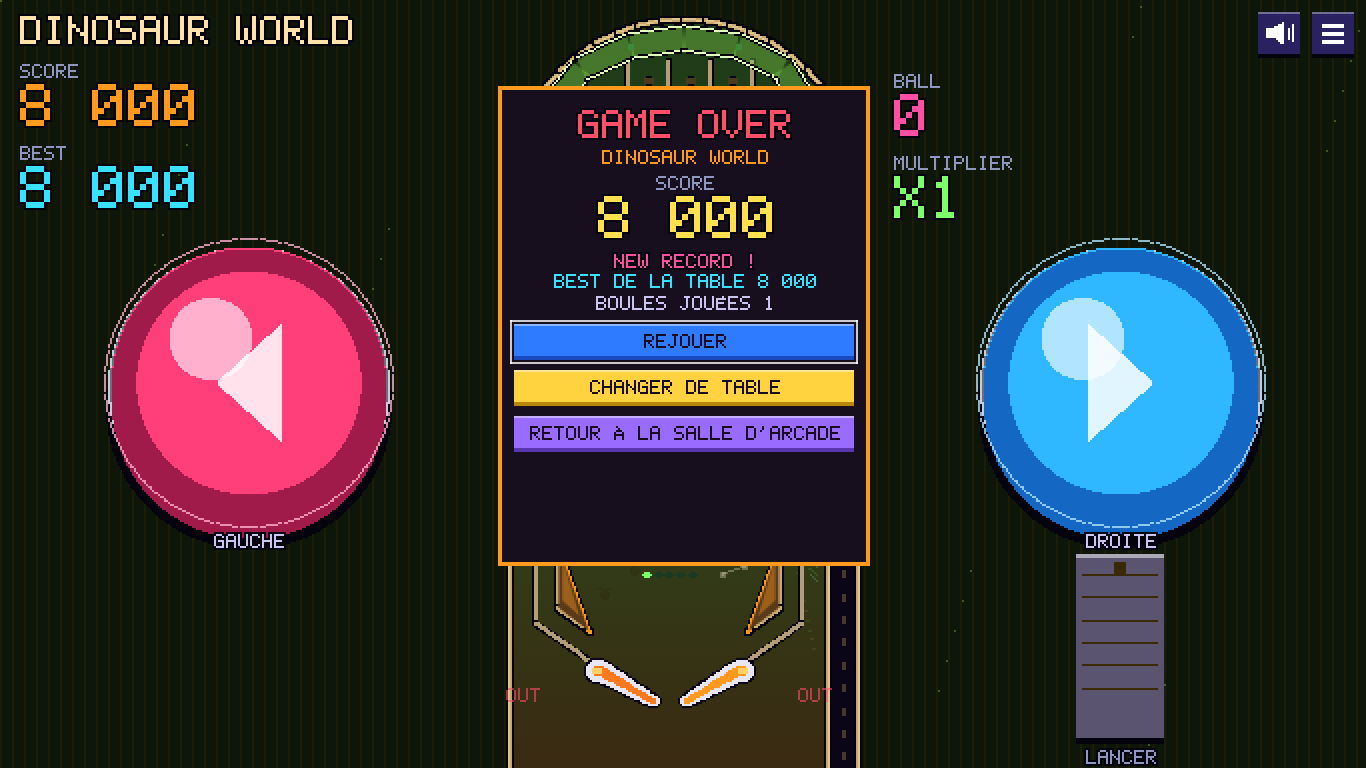 DINOSAUR WORLD
SCORE
8 000
BEST
8 000
BALL
0
MULTIPLIER
X1
GAME OVER
DINOSAUR WORLD
SCORE
8 000
NEW RECORD !
BEST DE LA TABLE 8 000
BOULES JOUÉES 1
REJOUER
CHANGER DE TABLE
RETOUR À LA SALLE D'ARCADE
GAUCHE
DROITE
OUT
OUT
LANCER